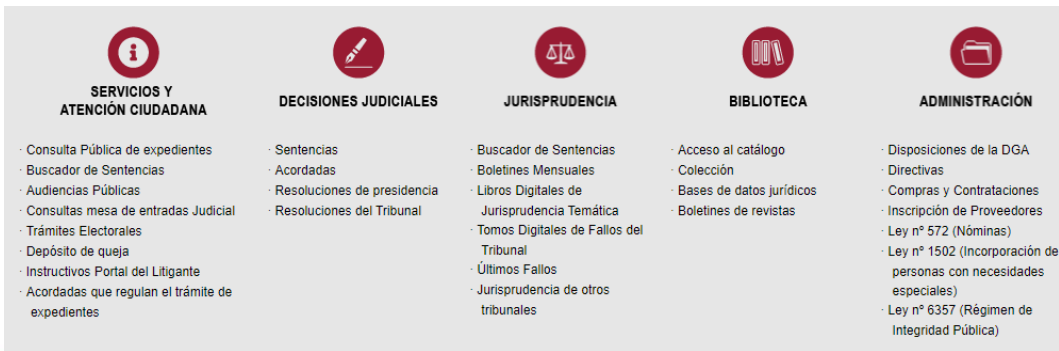 SERVICIOS Y
ATENCIÓN CIUDADANA
· Consulta Pública de expedientes
· Buscador de Sentencias
· Audiencias Públicas
· Consultas mesa de entradas Judicial
· Trámites Electorales
· Depósito de queja
· Instructivos Portal del Litigante
· Acordadas que regulan el trámite de
expedientes
DECISIONES JUDICIALES
· Sentencias
· Acordadas
· Resoluciones de presidencia
· Resoluciones del Tribunal
JURISPRUDENCIA
· Buscador de Sentencias
· Boletines Mensuales
· Libros Digitales de
Jurisprudencia Temática
· Tomos Digitales de Fallos del
Tribunal
· Últimos Fallos
· Jurisprudencia de otros
tribunales
BIBLIOTECA
· Acceso al catálogo
· Colección
· Bases de datos jurídicos
· Boletines de revistas
ADMINISTRACIÓN
· Disposiciones de la DGA
· Directivas
· Compras y Contrataciones
· Inscripción de Proveedores
· Ley nº 572 (Nóminas)
· Ley nº 1502 (Incorporación de
personas con necesidades
especiales)
· Ley nº 6357 (Régimen de
Integridad Pública)